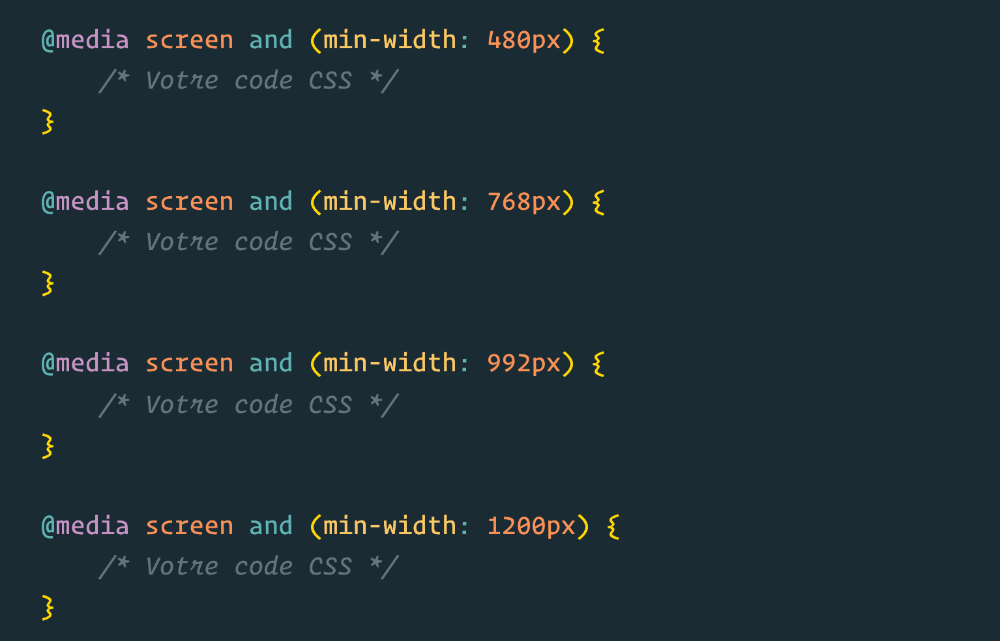 @media screen and (min-width: 480px) {
    /* Votre code CSS */
}
@media screen and (min-width: 768px) {
    /* Votre code CSS */
}
@media screen and (min-width: 992px) {
    /* Votre code CSS */
}
@media screen and (min-width: 1200px) {
    /* Votre code CSS */
}